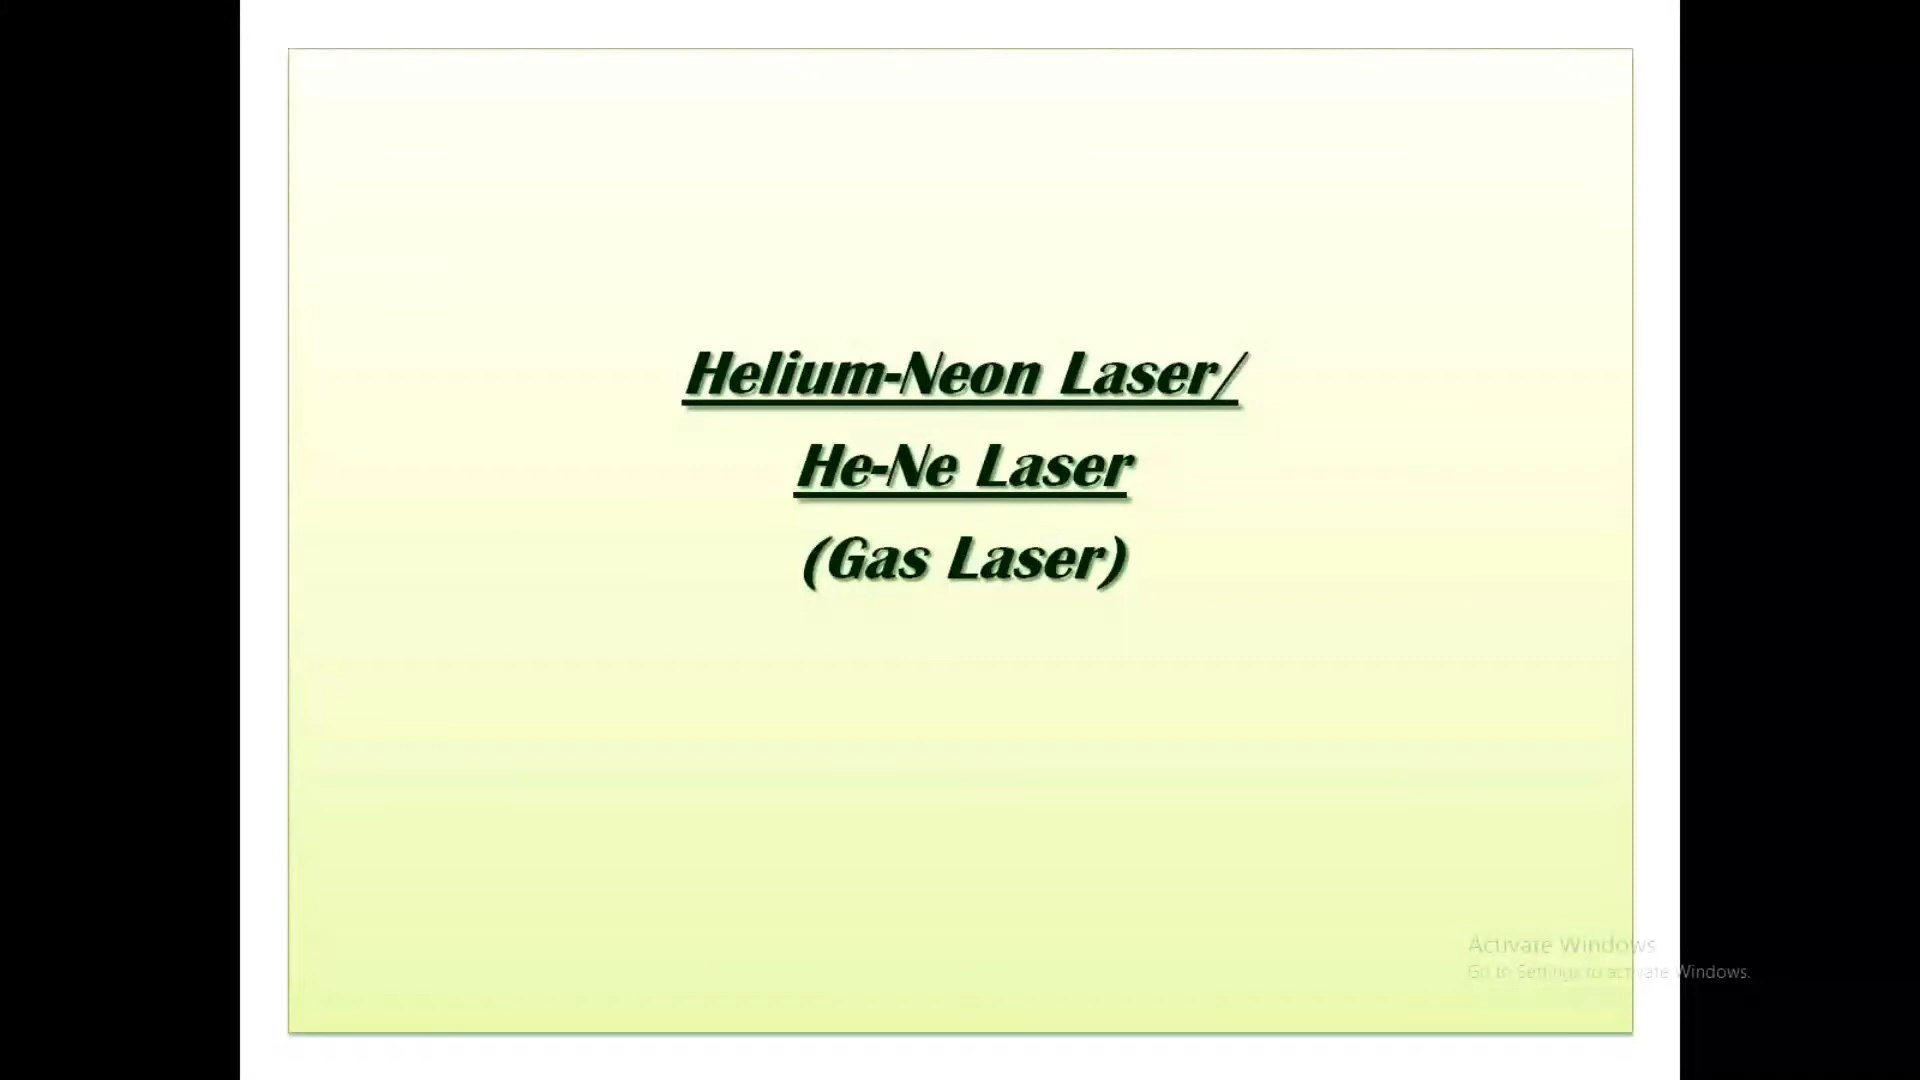 Helium-Neon Laser/
He-Ne Laser
(Gas Laser)
Activate Windows
Go to Settings to activate Windows.